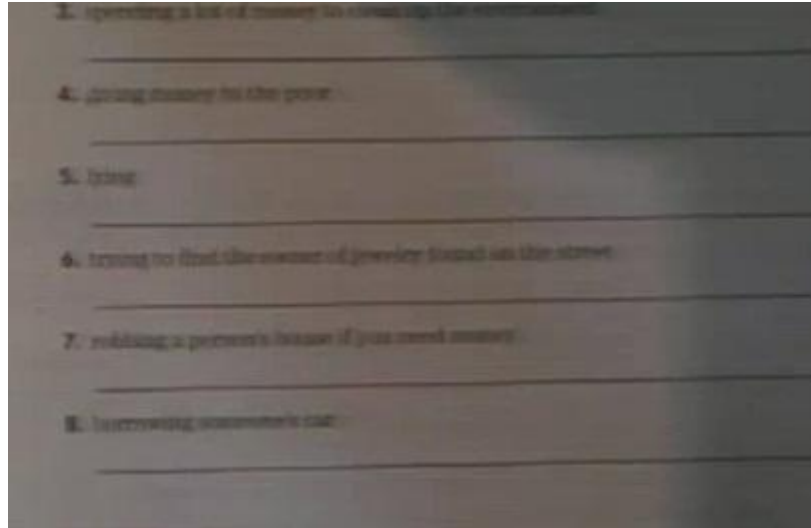 3. spending a lot of money to clean up the environment
4. giving money to the poor
5. lying
6. trying to find the owner of jewelry found on the street
7. robbing a person's house if you need money
8. borrowing someone's car